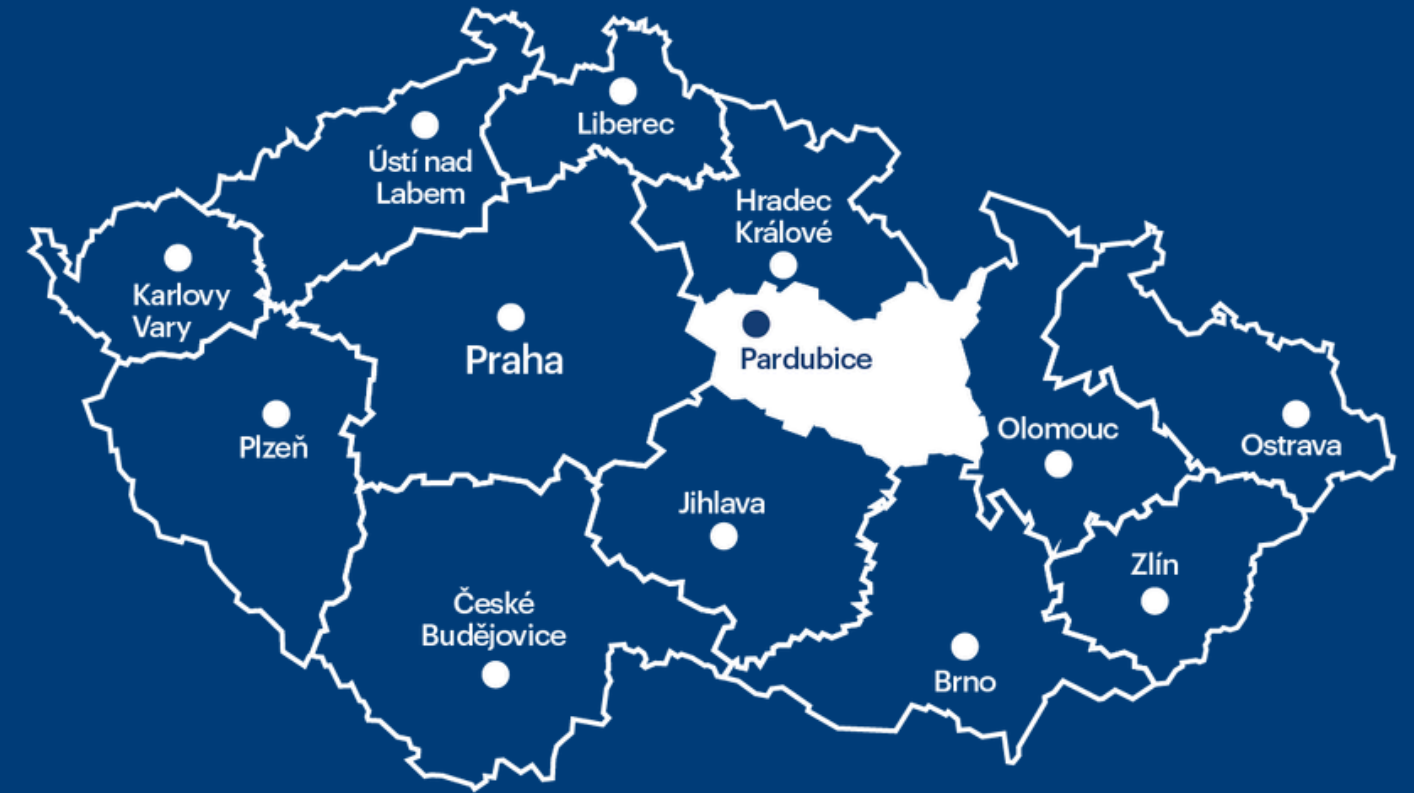 Liberec
Ústí nad
Labem
Hradec
Králové
Karlovy
Vary
Praha
Pardubice
Plzeň
Olomouc
Ostrava
Jihlava
Zlín
České
Budějovice
Brno